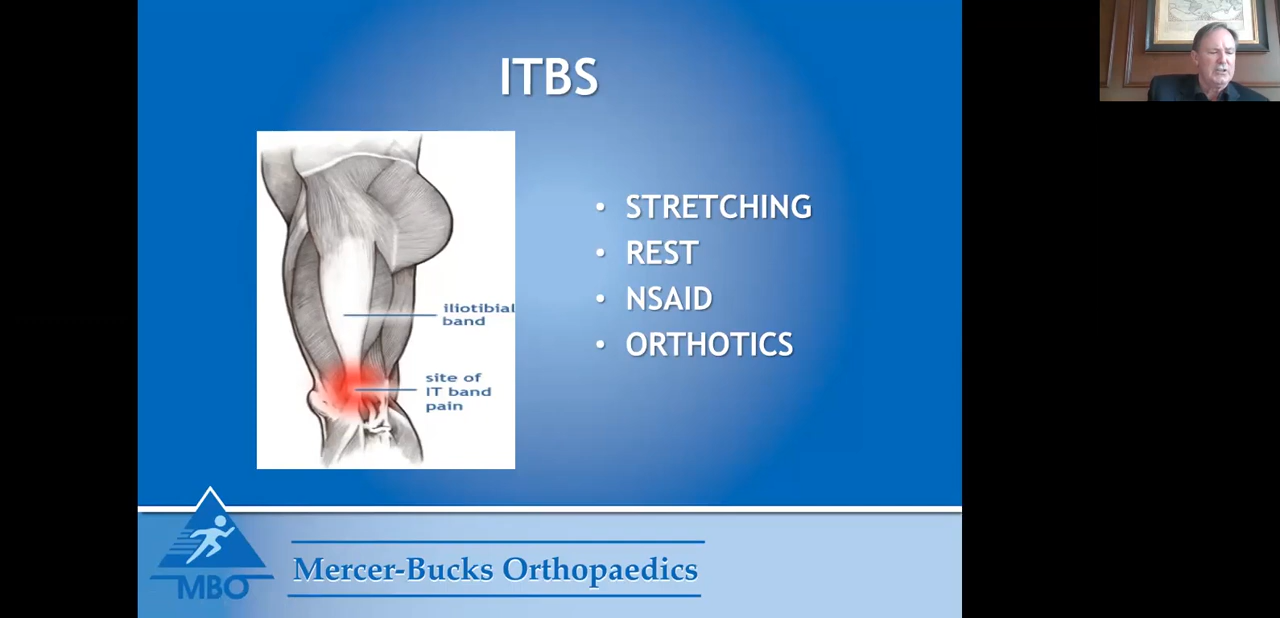 ITBS
• STRETCHING
• REST
• NSAID
• ORTHOTICS
iliotibial
band
site of
IT band
pain
MBO
Mercer-Bucks Orthopaedics